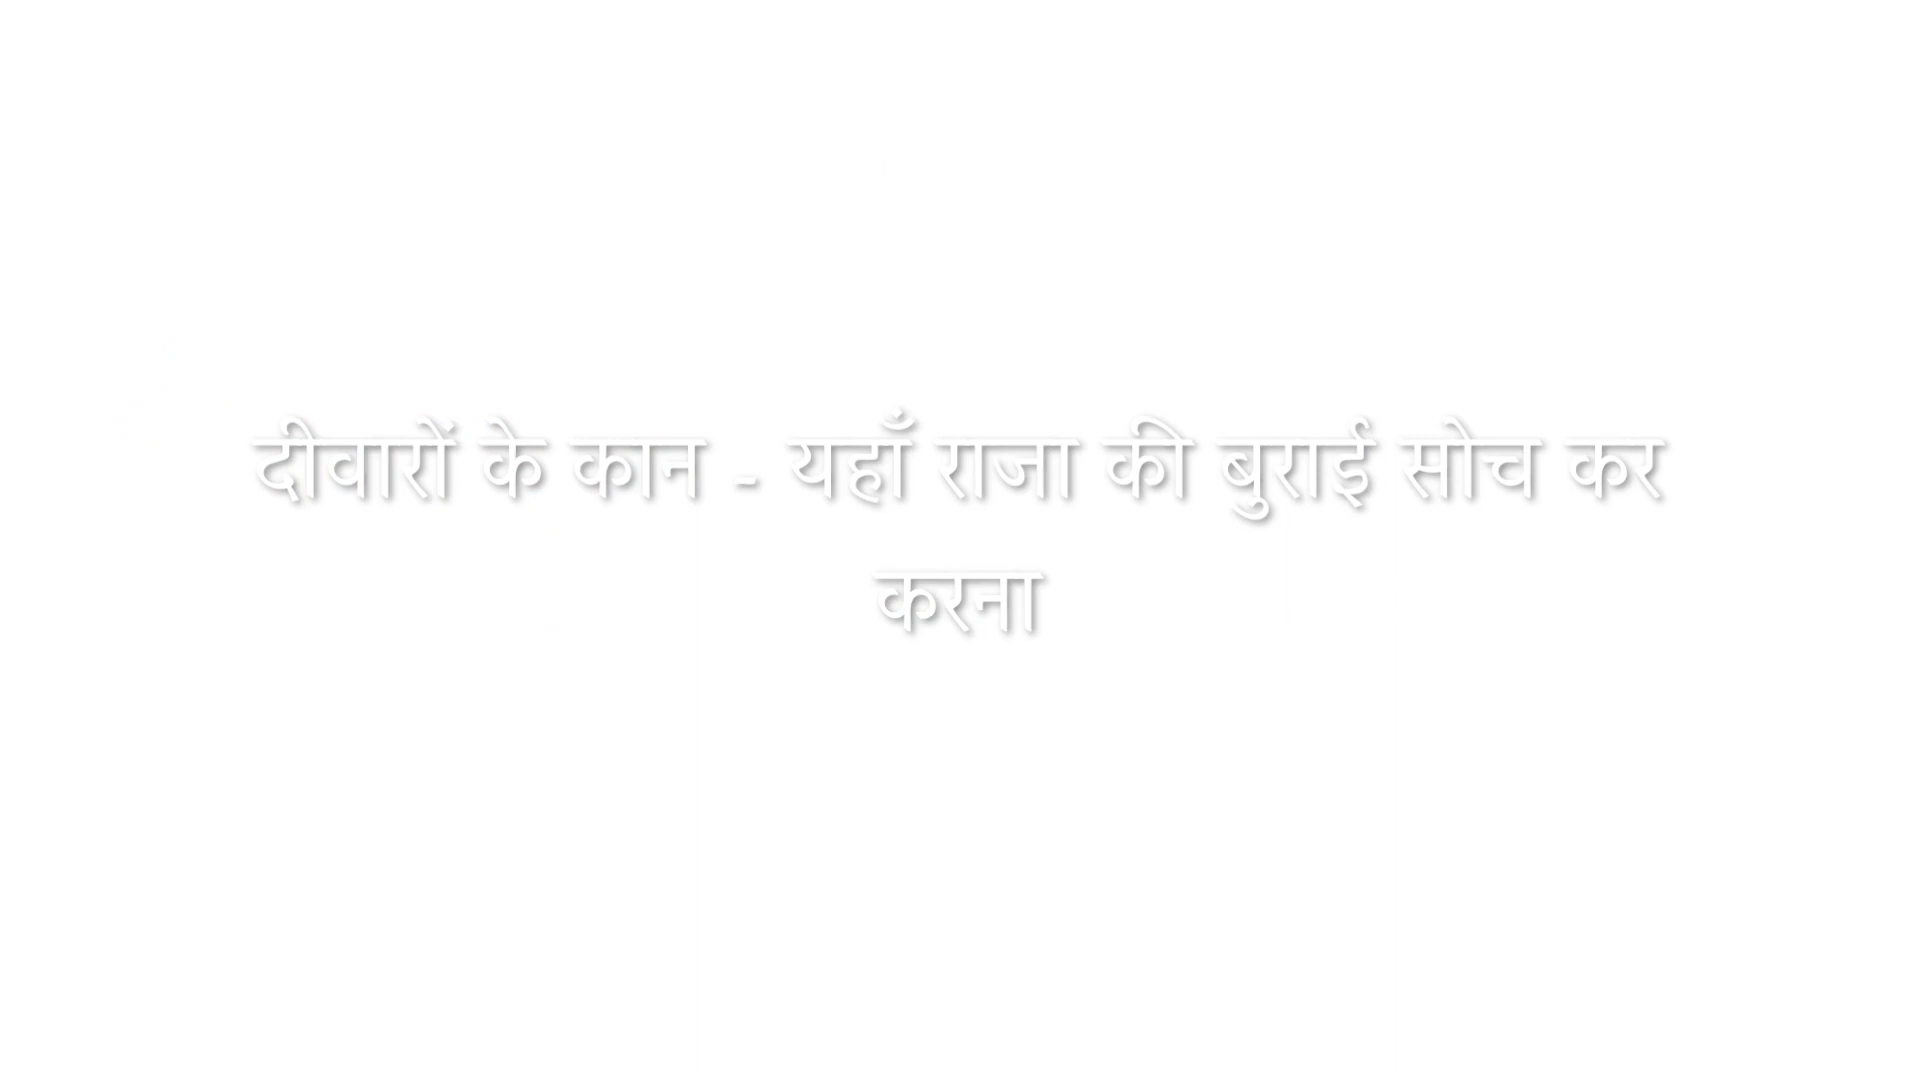 दीवारों के कान - यहाँ राजा की बुराई सोच कर
करना